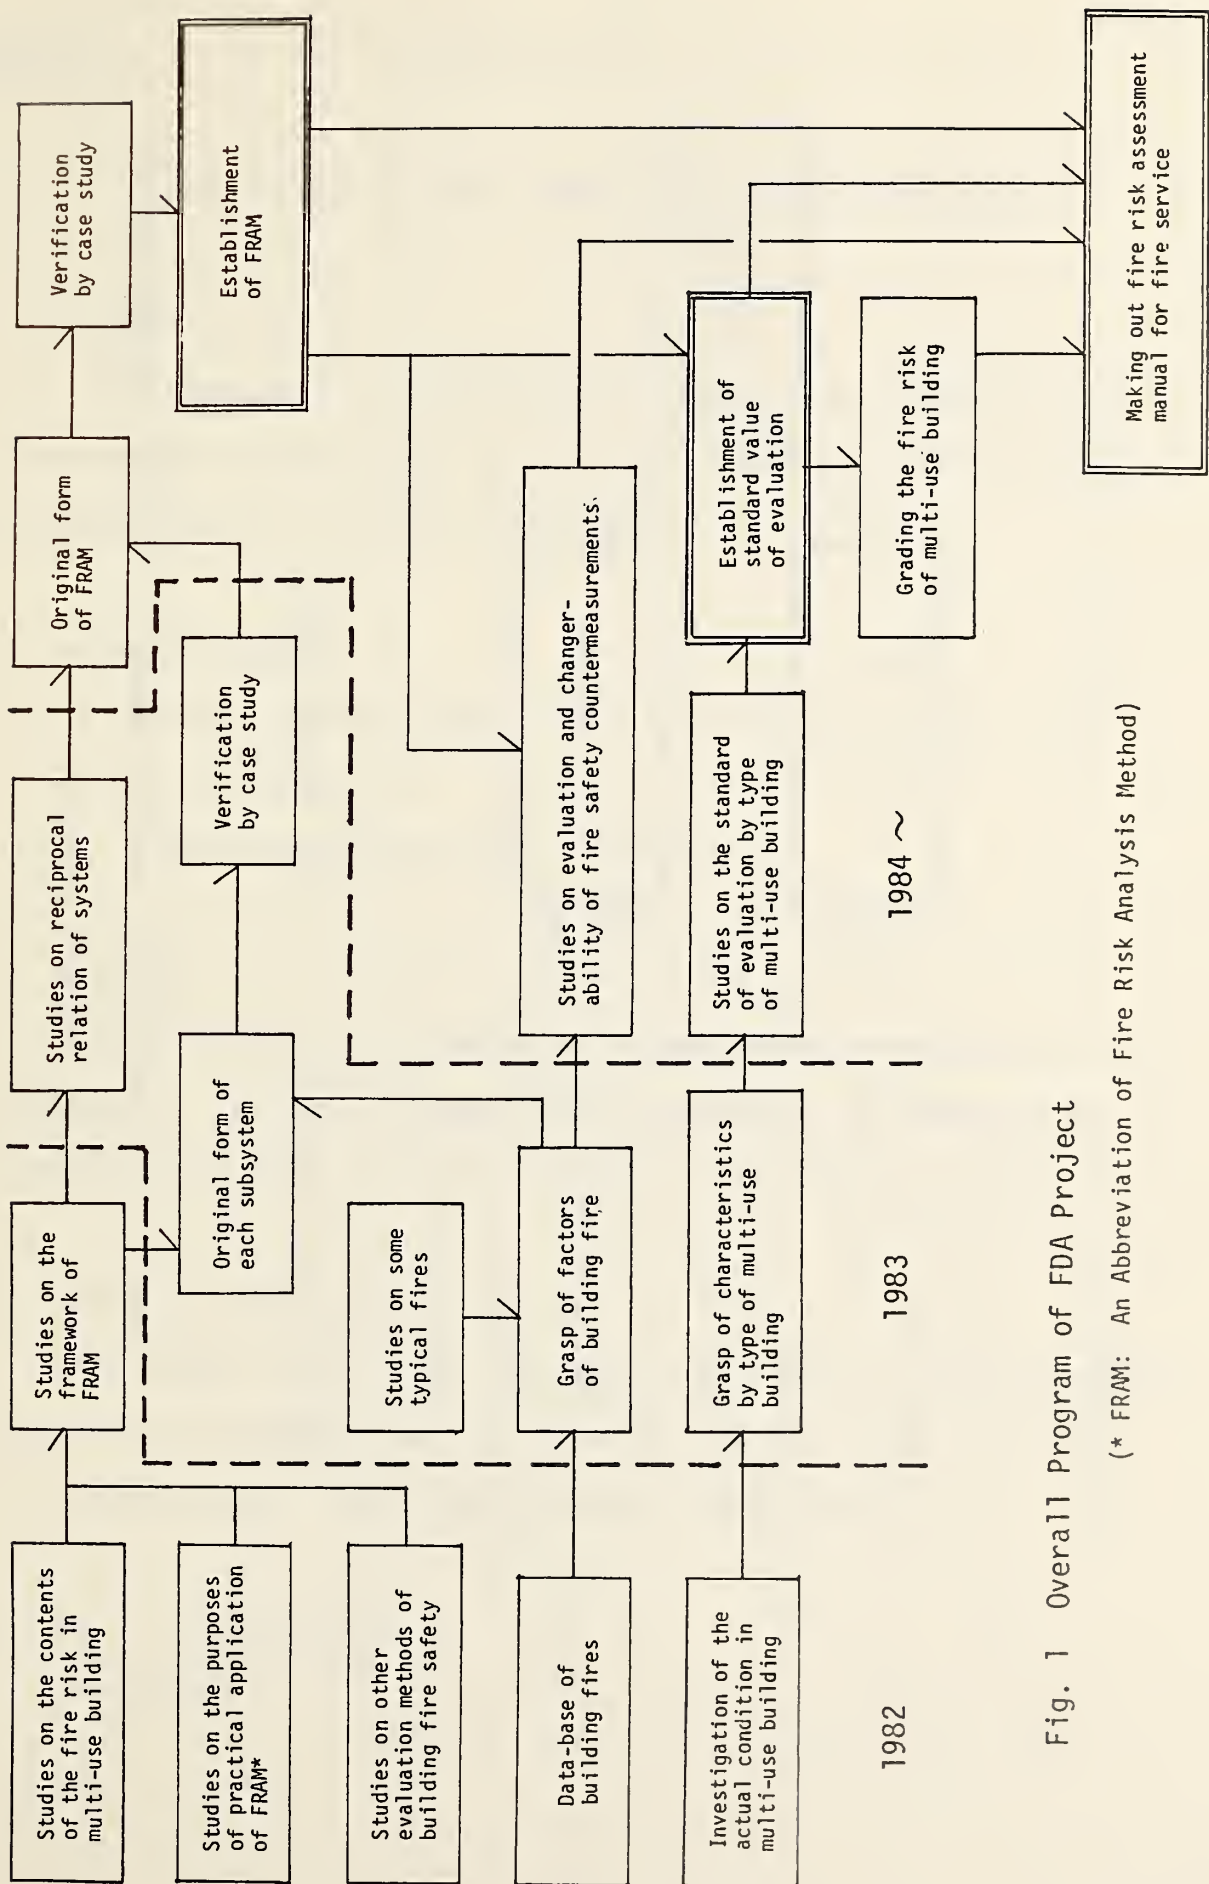 Studies on the contents
of the fire risk in
multi-use building
Studies on the purposes
of practical application
of FRAM*
Studies on other
evaluation methods of
building fire safety
Data-base of
building fires
Investigation of the
actual condition in
multi-use building
1982
Studies on the
framework of
FRAM
Original form of
each subsystem
Studies on some
typical fires
Grasp of factors
of building fire
Grasp of characteristics
by type of multi-use
building
1983
Studies on reciprocal
relation of systems
Verification
by case study
Original form
of FRAM
Verification
by case study
Establishment
of FRAM
Studies on evaluation and changer-
ability of fire safety countermeasurements.
Studies on the standard
of evaluation by type
of multi-use building
Establishment of
standard value
of evaluation
Grading the fire risk
of multi-use building
1984 ~
Making out fire risk assessment
manual for fire service
Fig. 1 Overall Program of FDA Project
(* FRAM: An Abbreviation of Fire Risk Analysis Method)